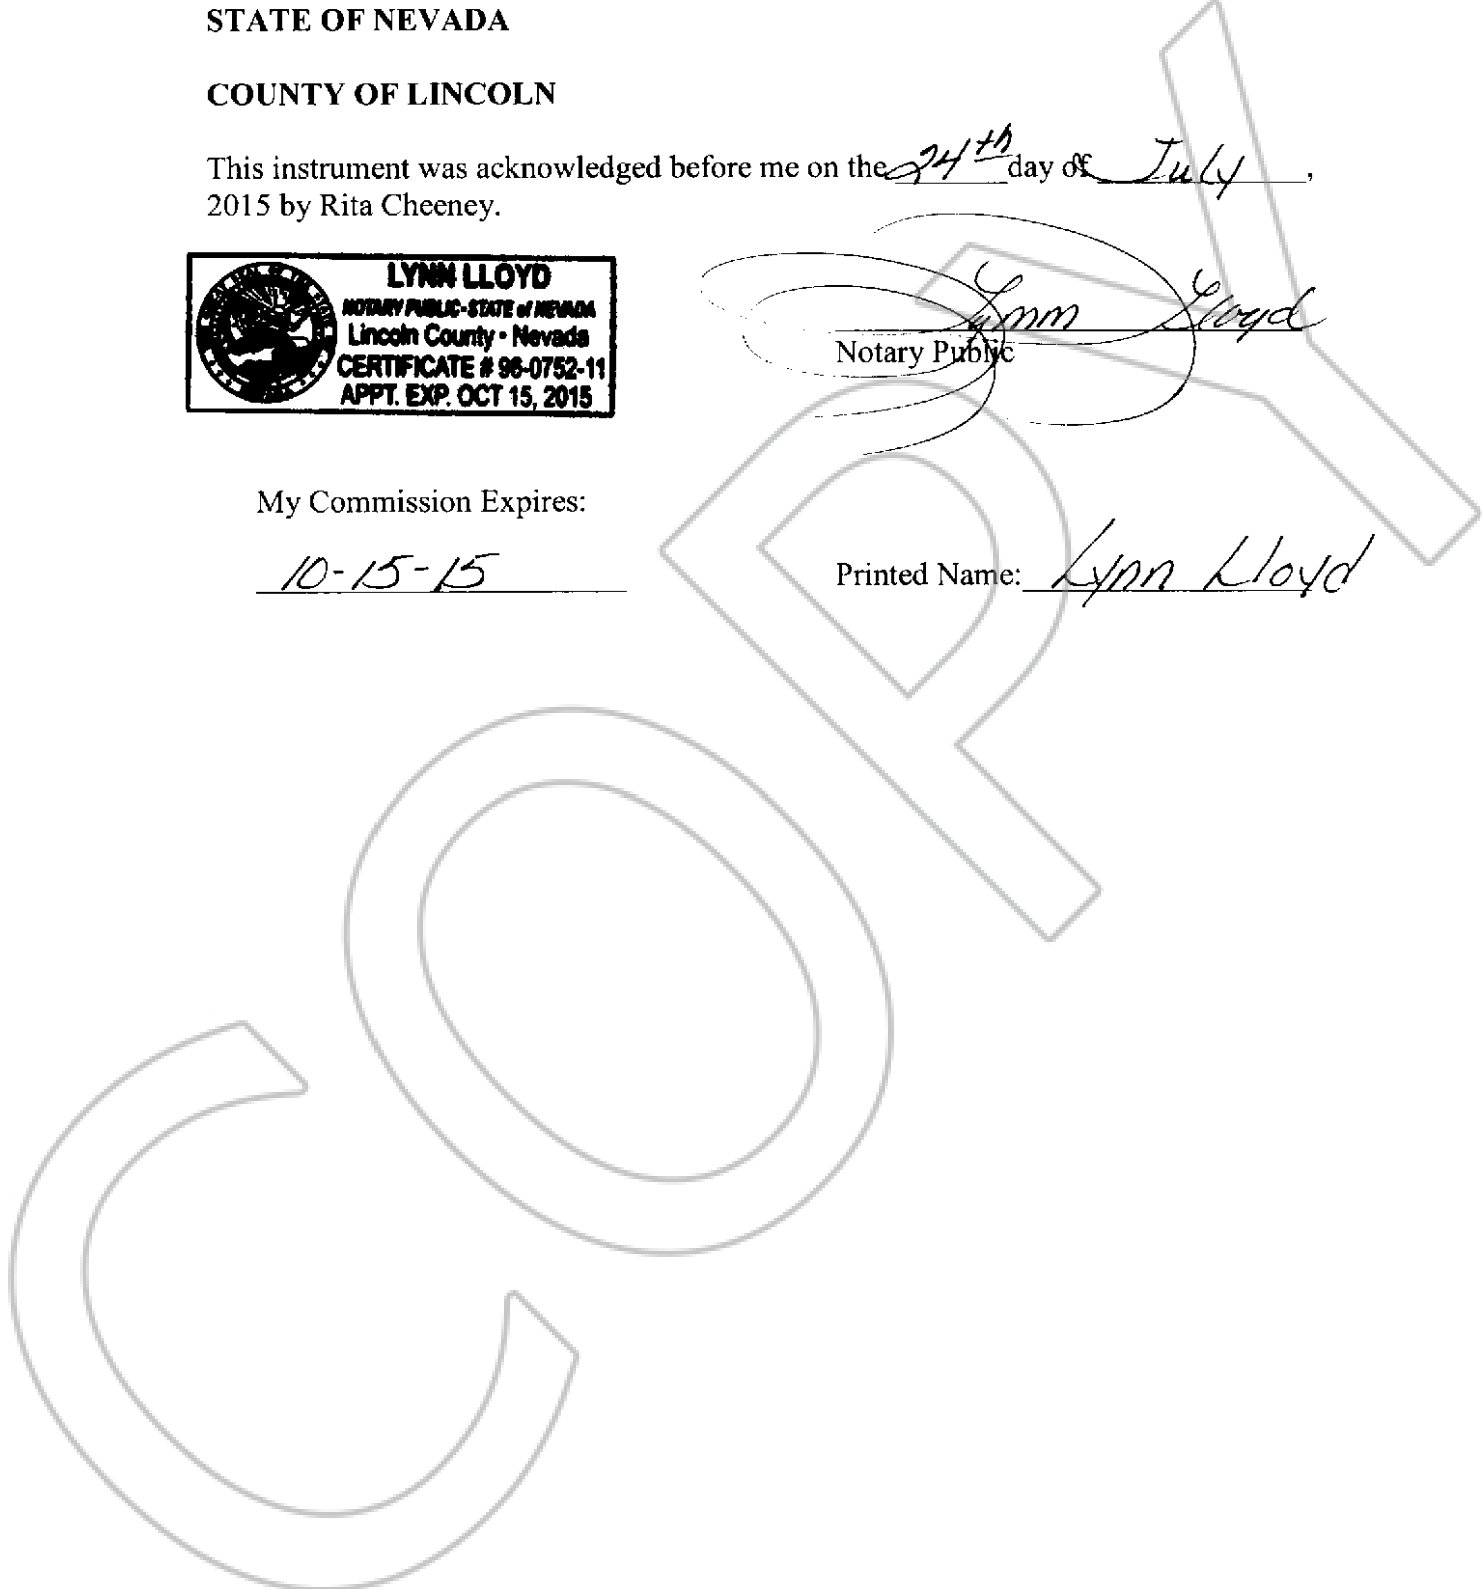 STATE OF NEVADA
COUNTY OF LINCOLN
This instrument was acknowledged before me on the 24th day of July,
2015 by Rita Cheeney.
LYNN LLOYD
NOTARY PUBLIC-STATE of NEVADA
Lincoln County • Nevada
CERTIFICATE # 96-0752-11
APPT. EXP. OCT 15, 2015
Lynn Lloyd
Notary Public
My Commission Expires:
10-15-15
Printed Name: Lynn Lloyd
COPY